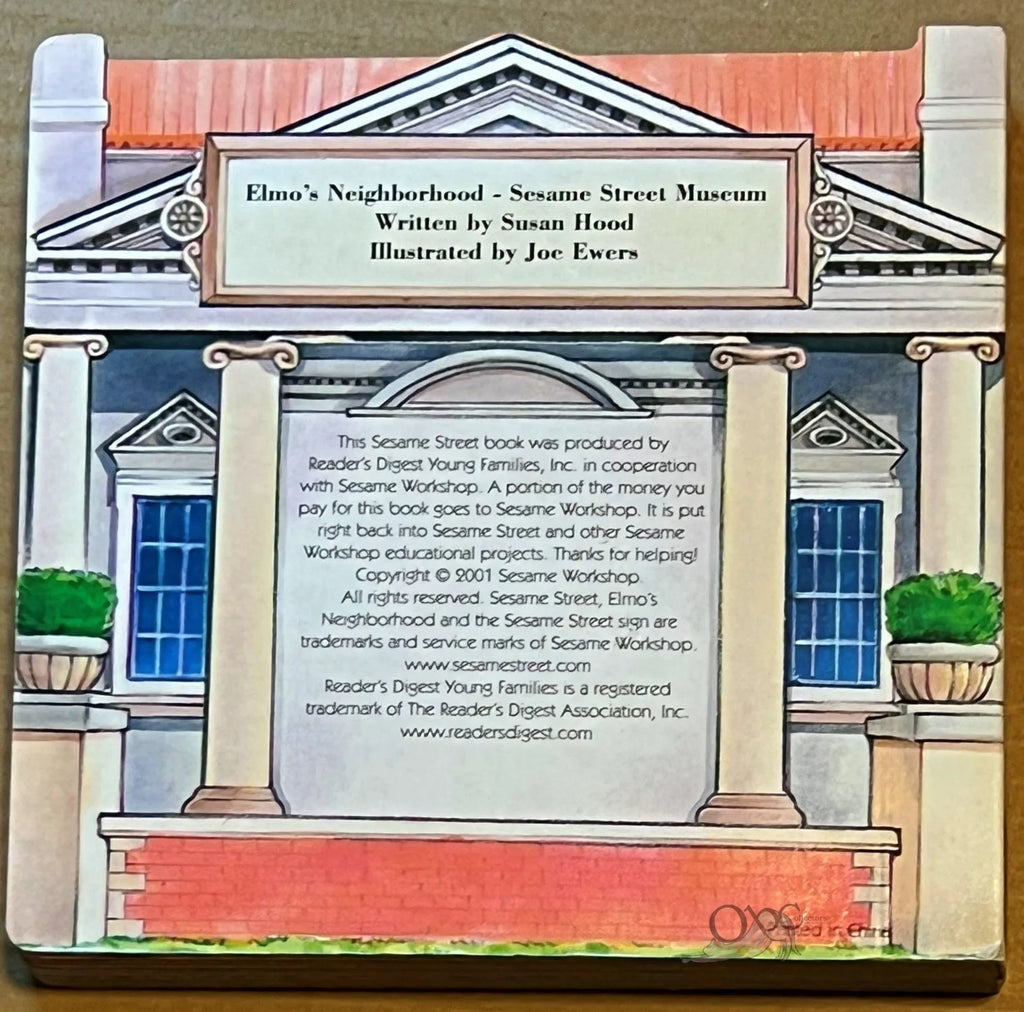 Elmo's Neighborhood - Sesame Street Museum
Written by Susan Hood
Illustrated by Joe Ewers
This Sesame Street book was produced by
Reader's Digest Young Families, Inc. in cooperation
with Sesame Workshop. A portion of the money you
pay for this book goes to Sesame Workshop. It is put
right back into Sesame Street and other Sesame
Workshop educational projects. Thanks for helping!
Copyright © 2001 Sesame Workshop.
All rights reserved. Sesame Street, Elmo's
Neighborhood and the Sesame Street sign are
trademarks and service marks of Sesame Workshop.
www.sesamestreet.com
Reader's Digest Young Families is a registered
trademark of The Reader's Digest Association, Inc.
www.readersdigest.com
Printed in China